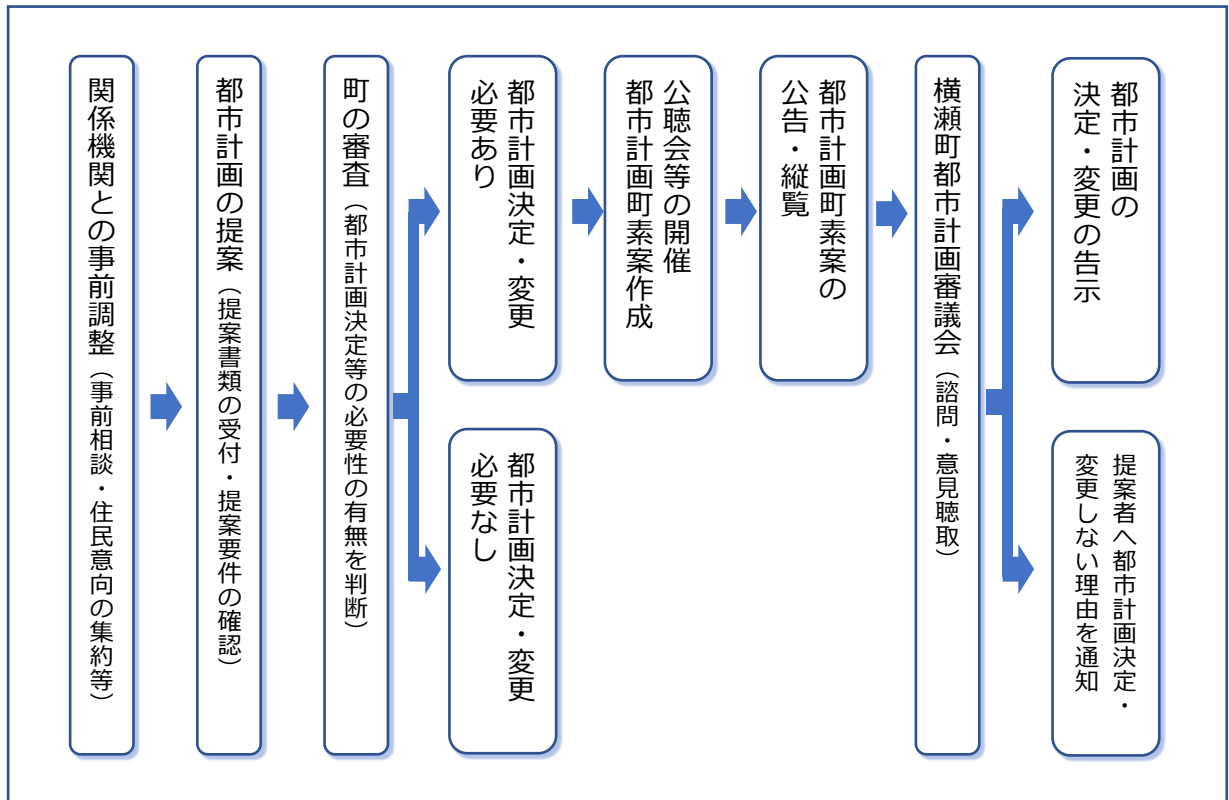 関係機関との事前調整（事前相談・住民意向の集約等）
都市計画の提案（提案書類の受付・提案要件の確認）
町の審査（都市計画決定等の必要性の有無を判断）
都市計画決定・変更
必要あり
都市計画決定・変更
必要なし
公聴会等の開催
都市計画町素案作成
都市計画町素案の
公告・縦覧
横瀬町都市計画審議会（諮問・意見聴取）
都市計画の
決定・変更の告示
提案者へ都市計画決定・
変更しない理由を通知